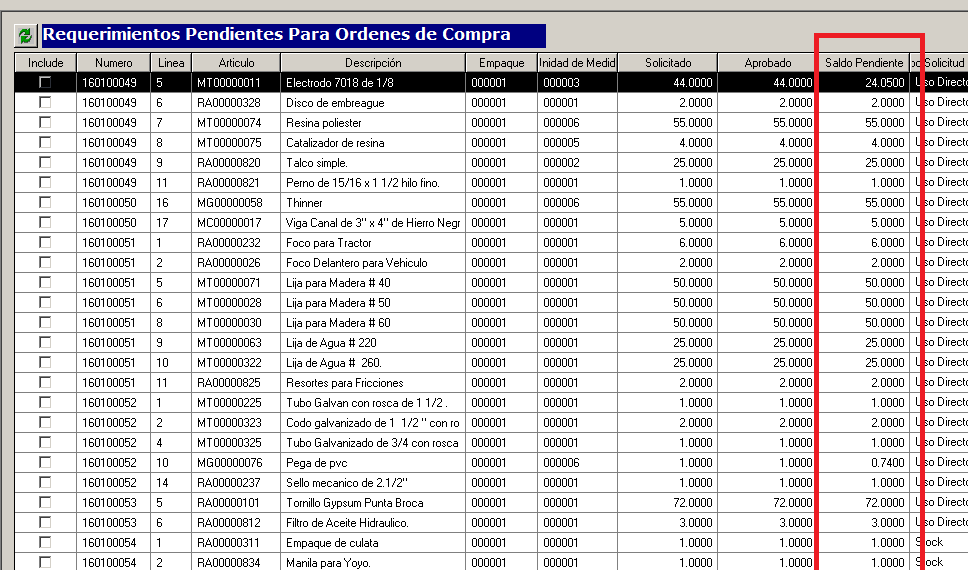 Requerimientos Pendientes Para Ordenes de Compra
Include Numero Linea Articulo Descripción Empaque Inidad de Medid Solicitado Aprobado Saldo Pendiente Solicitud
160100049 5 MT00000011 Electrodo 7018 de 1/8 000001 000003 44.0000 44.0000 24.0500 Uso Directo
160100049 6 RA00000328 Disco de embreague 000001 000001 2.0000 2.0000 2.0000 Uso Directo
160100049 7 MT00000074 Resina poliester 000001 000006 55.0000 55.0000 55.0000 Uso Directo
160100049 8 MT00000075 Catalizador de resina 000001 000005 4.0000 4.0000 4.0000 Uso Directo
160100049 9 RA00000820 Talco simple. 000001 000002 25.0000 25.0000 25.0000 Uso Directo
160100049 11 RA00000821 Perno de 15/16 x 1 1/2 hilo fino. 000001 000001 1.0000 1.0000 1.0000 Uso Directo
160100050 16 MG00000058 Thinner 000001 000006 55.0000 55.0000 55.0000 Uso Directo
160100050 17 MC00000017 Viga Canal de 3" x 4" de Hierro Negr 000001 000001 5.0000 5.0000 5.0000 Uso Directo
160100051 1 RA00000232 Foco para Tractor 000001 000001 6.0000 6.0000 6.0000 Uso Directo
160100051 2 RA00000026 Foco Delantero para Vehiculo 000001 000001 2.0000 2.0000 2.0000 Uso Directo
160100051 5 MT00000071 Lija para Madera # 40 000001 000001 50.0000 50.0000 50.0000 Uso Directo
160100051 6 MT00000028 Lija para Madera # 50 000001 000001 50.0000 50.0000 50.0000 Uso Directo
160100051 8 MT00000030 Lija para Madera # 60 000001 000001 50.0000 50.0000 50.0000 Uso Directo
160100051 9 MT00000063 Lija de Agua # 220 000001 000001 25.0000 25.0000 25.0000 Uso Directo
160100051 10 MT00000322 Lija de Agua # 260. 000001 000001 25.0000 25.0000 25.0000 Uso Directo
160100051 11 RA00000825 Resortes para Fricciones 000001 000001 2.0000 2.0000 2.0000 Uso Directo
160100052 1 MT00000225 Tubo Galvan con rosca de 1 1/2 . 000001 000001 1.0000 1.0000 1.0000 Uso Directo
160100052 2 MT00000323 Codo galvanizado de 1 1/2 " con ro 000001 000001 2.0000 2.0000 2.0000 Uso Directo
160100052 4 MT00000325 Tubo Galvanizado de 3/4 con rosca 000001 000001 1.0000 1.0000 1.0000 Uso Directo
160100052 10 MG00000076 Pega de pvc 000001 000006 1.0000 1.0000 0.7400 Uso Directo
160100052 14 RA00000237 Sello mecanico de 2.1/2" 000001 000001 1.0000 1.0000 1.0000 Uso Directo
160100053 5 RA00000101 Tornillo Gypsum Punta Broca 000001 000001 72.0000 72.0000 72.0000 Uso Directo
160100053 6 RA00000812 Filtro de Aceite Hidraulico. 000001 000001 3.0000 3.0000 3.0000 Uso Directo
160100054 1 RA00000311 Empaque de culata 000001 000001 1.0000 1.0000 1.0000 Stock
160100054 2 RA00000834 Manila para Yoyo. 000001 000001 1.0000 1.0000 1.0000 Stock